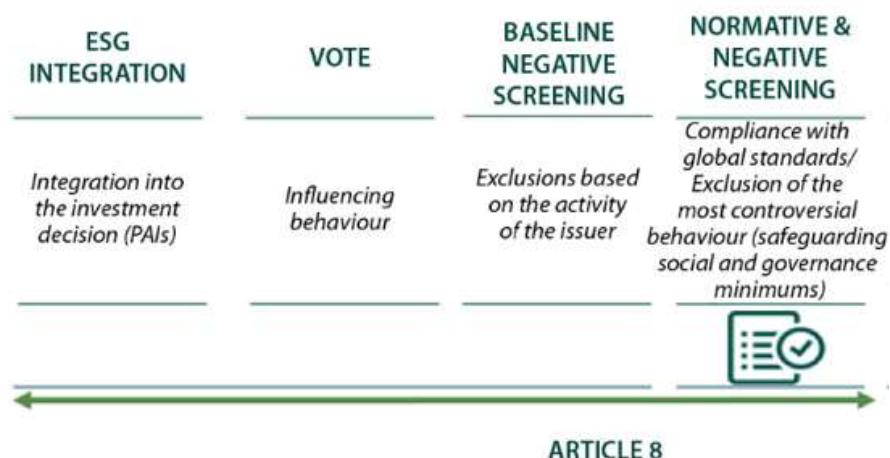 ESG
INTEGRATION
Integration into
the investment
decision (PAIs)
VOTE
Influencing
behaviour
BASELINE
NEGATIVE
SCREENING
Exclusions based
on the activity
of the issuer
NORMATIVE &
NEGATIVE
SCREENING
Compliance with
global standards/
Exclusion of the
most controversial
behaviour (safeguarding
social and governance
minimums)
ARTICLE 8